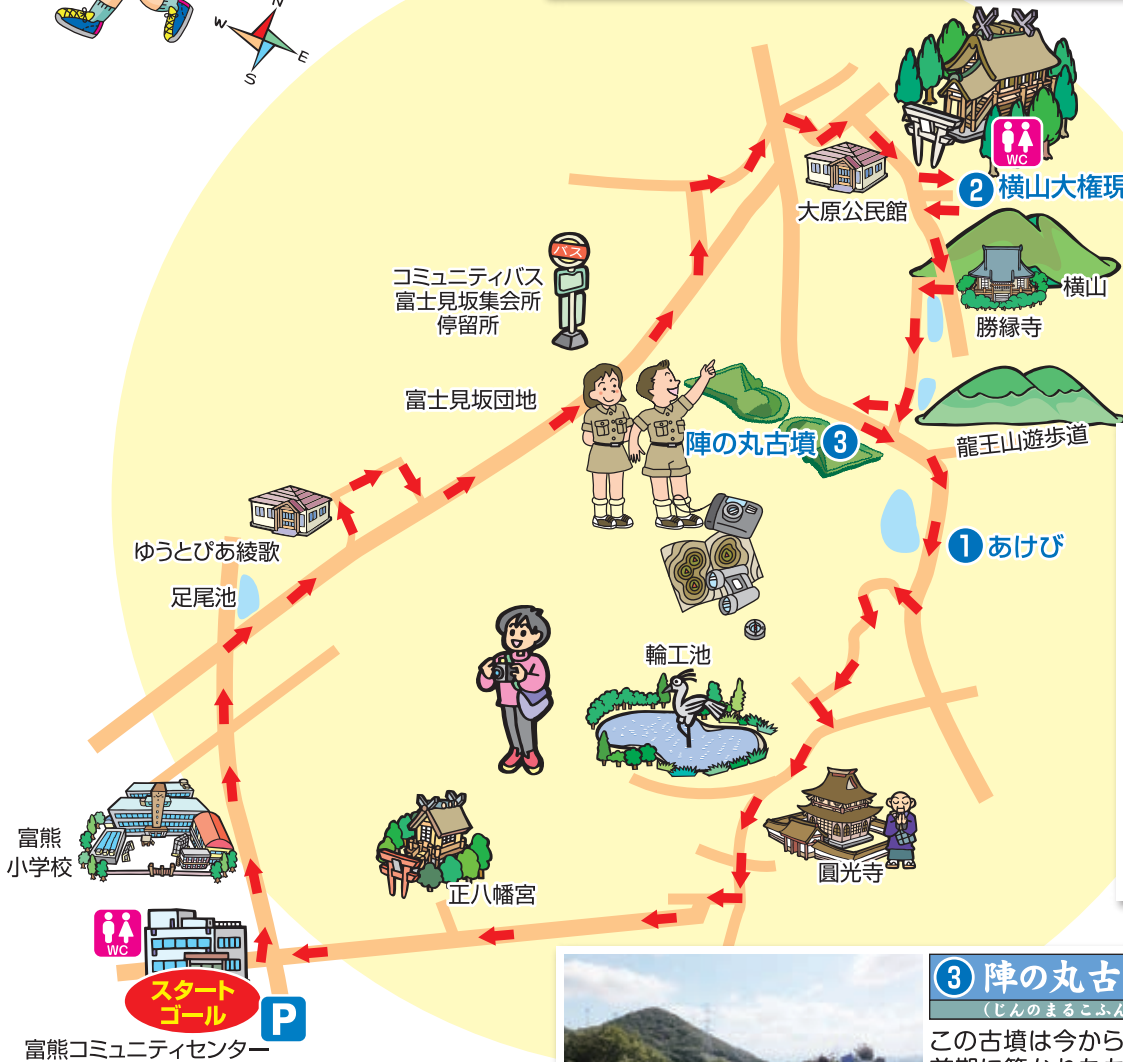 N
W
E
S
WC
② 横山大権現
大原公民館
横山
勝縁寺
バス
コミュニティバス
富士見坂集会所
停留所
富士見坂団地
陣の丸古墳 ③
龍王山遊歩道
① あけび
ゆうとぴあ綾歌
足尾池
輪工池
富熊
小学校
正八幡宮
圓光寺
WC
スタート
ゴール
P
富熊コミュニティセンター
③ 陣の丸古
(じんのまるこふん
この古墳は今から